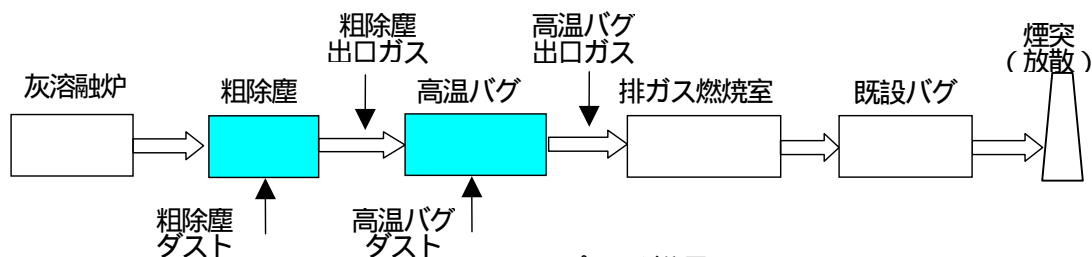 粗除塵
出口ガス
高温バグ
出口ガス
煙突
(放散)
灰溶融炉
粗除塵
高温バグ
排ガス燃焼室
既設バグ
粗除塵
ダスト
高温バグ
ダスト